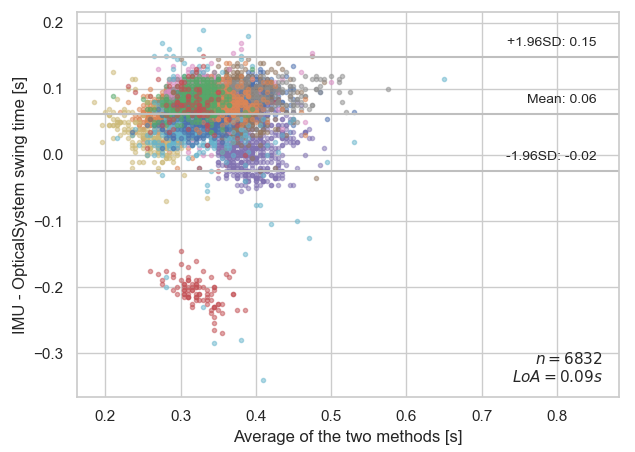 0.2
+1.96SD: 0.15
0.1
Mean: 0.06
0.0
-1.96SD: -0.02
−0.1
−0.2
−0.3
n = 6832
LoA = 0.09s
0.2 0.3 0.4 0.5 0.6 0.7 0.8
Average of the two methods [s]
IMU - OpticalSystem swing time [s]